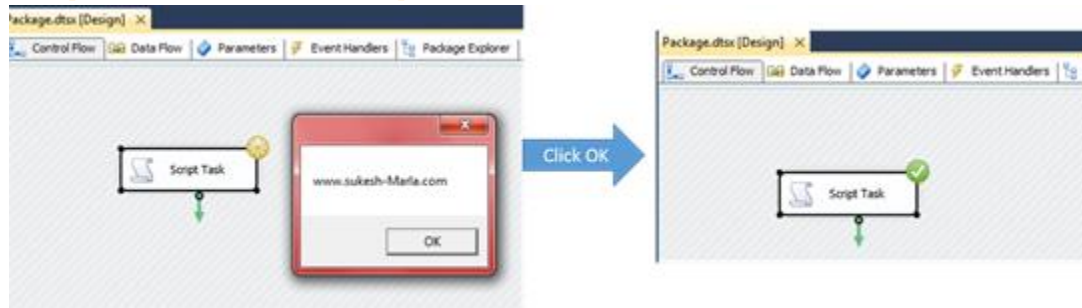 Package.dtsx [Design]
Control Flow Data Flow Parameters Event Handlers Package Explorer
Script Task
www.sukesh-Marla.com
OK
Click OK
Package.dtsx [Design]
Control Flow Data Flow Parameters Event Handlers
Script Task